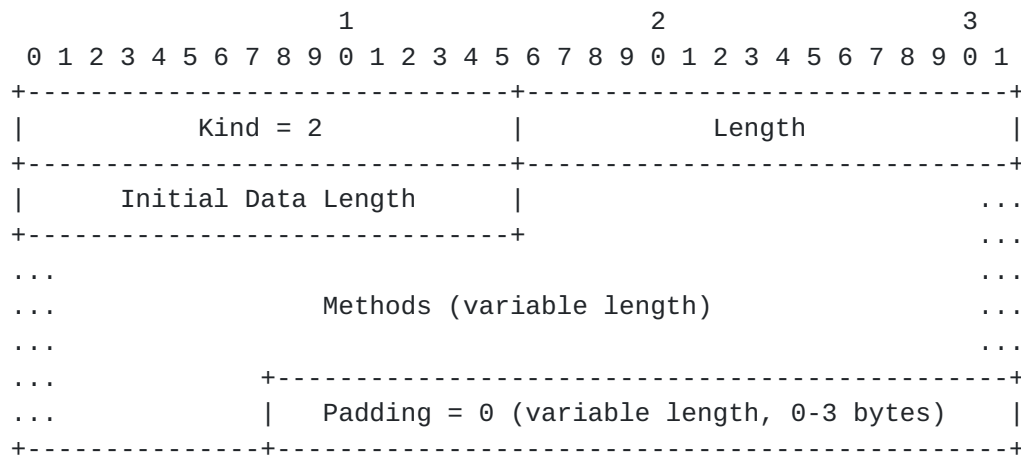 1                   2                   3
 0 1 2 3 4 5 6 7 8 9 0 1 2 3 4 5 6 7 8 9 0 1 2 3 4 5 6 7 8 9 0 1
+-------------------------------+-------------------------------+
|           Kind = 2            |            Length             |
+-------------------------------+-------------------------------+
|      Initial Data Length      |                             ...
+-------------------------------+                             ...
...                                                           ...
...                 Methods (variable length)                 ...
...                                                           ...
...             +-----------------------------------------------+
...             |   Padding = 0 (variable length, 0-3 bytes)    |
+---------------+-----------------------------------------------+